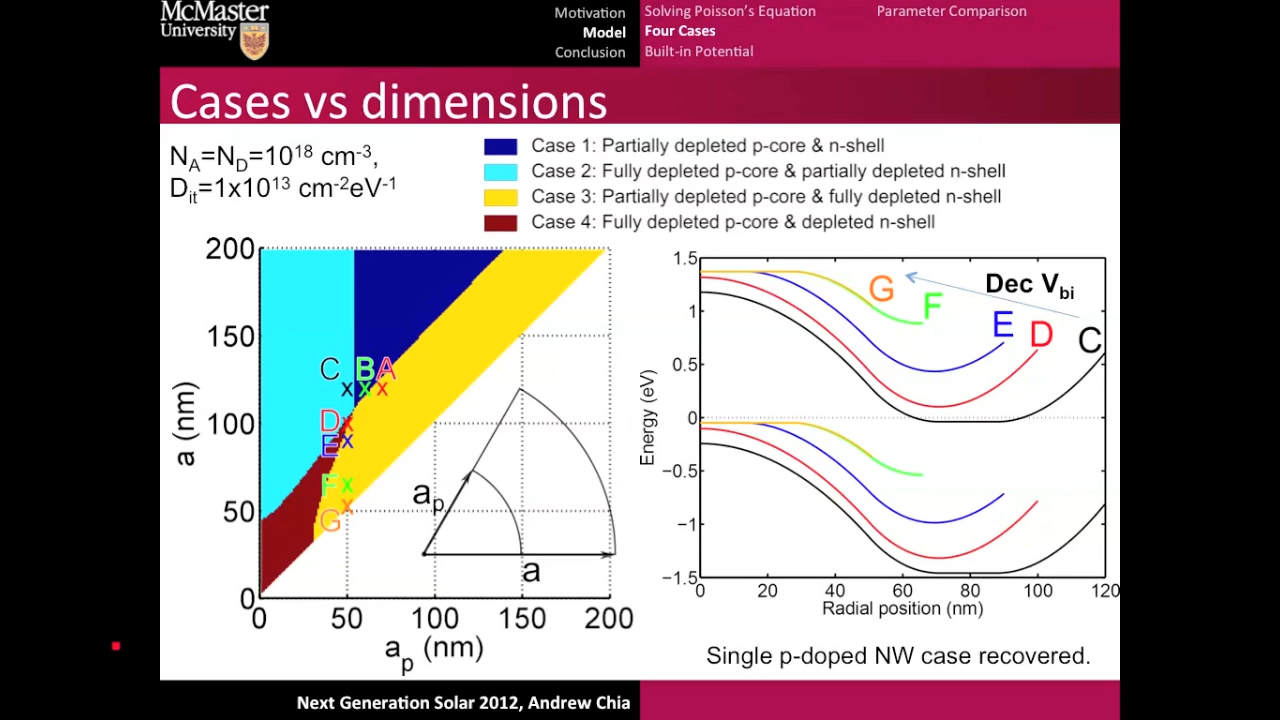 McMaster
University
Motivation
Model
Conclusion
Solving Poisson's Equation
Four Cases
Built-in Potential
Parameter Comparison
Cases vs dimensions
N_A=N_D=10^18 cm^-3,
D_it=1x10^13 cm^-2eV^-1
Case 1: Partially depleted p-core & n-shell
Case 2: Fully depleted p-core & partially depleted n-shell
Case 3: Partially depleted p-core & fully depleted n-shell
Case 4: Fully depleted p-core & depleted n-shell
200
150
100
50
0
a (nm)
C B A
D
E
F
G
a_p
a
0 50 100 150 200
a_p (nm)
1.5
1
0.5
0
−0.5
−1
−1.5
Energy (eV)
G F E D C
Dec V_bi
0 20 40 60 80 100 120
Radial position (nm)
Single p-doped NW case recovered.
Next Generation Solar 2012, Andrew Chia